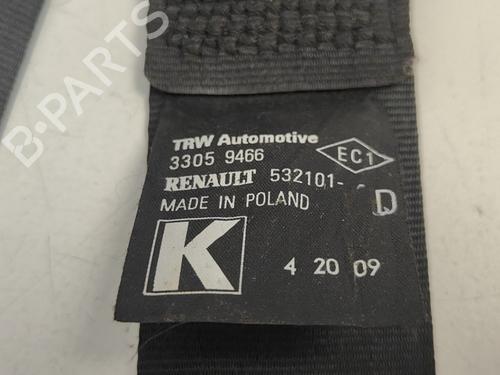 B-PARTS
TRW Automotive
3305 9466
EC1
RENAULT 532101-
D
MADE IN POLAND
K
4 20 09